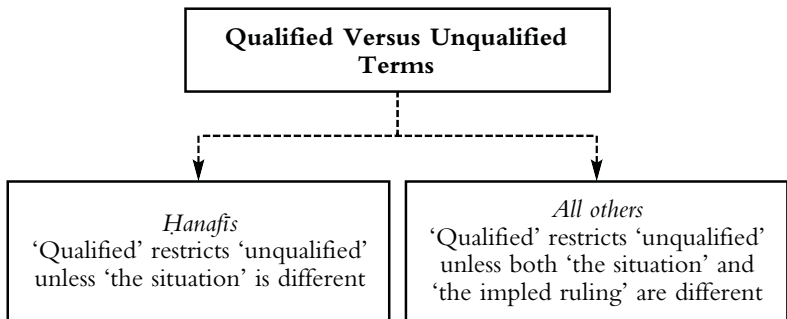 Qualified Versus Unqualified
Terms
Ḥanafīs
‘Qualified’ restricts ‘unqualified’
unless ‘the situation’ is different
All others
‘Qualified’ restricts ‘unqualified’
unless both ‘the situation’ and
‘the impled ruling’ are different